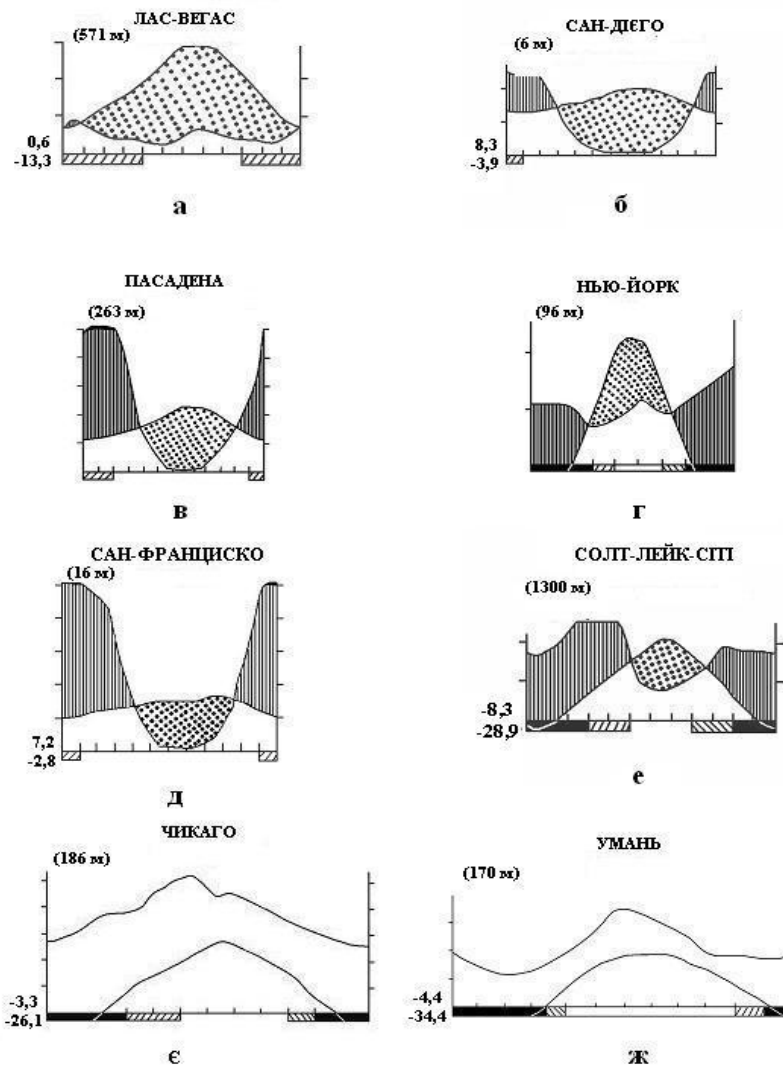 ЛАС-ВЕГАС
(571 м)
0,6
-13,3
а
САН-ДІЄГО
(6 м)
8,3
-3,9
б
ПАСАДЕНА
(263 м)
в
НЬЮ-ЙОРК
(96 м)
г
САН-ФРАНЦИСКО
(16 м)
7,2
-2,8
д
СОЛТ-ЛЕЙК-СІТІ
(1300 м)
-8,3
-28,9
е
ЧИКАГО
(186 м)
-3,3
-26,1
є
УМАНЬ
(170 м)
-4,4
-34,4
ж